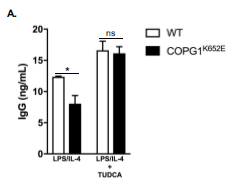 A.
WT
COPG1K652E
IgG (ng/mL)
20
15
10
5
0
*
ns
LPS/IL-4
LPS/IL-4
+
TUDCA